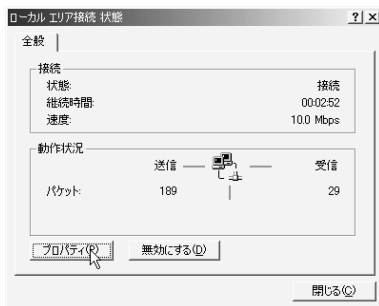 ローカル エリア接続 状態
全般
接続
状態: 接続
継続時間: 00:02:52
速度: 10.0 Mbps
動作状況
送信 受信
パケット: 189 29
プロパティ(R) 無効にする(D)
閉じる(C)